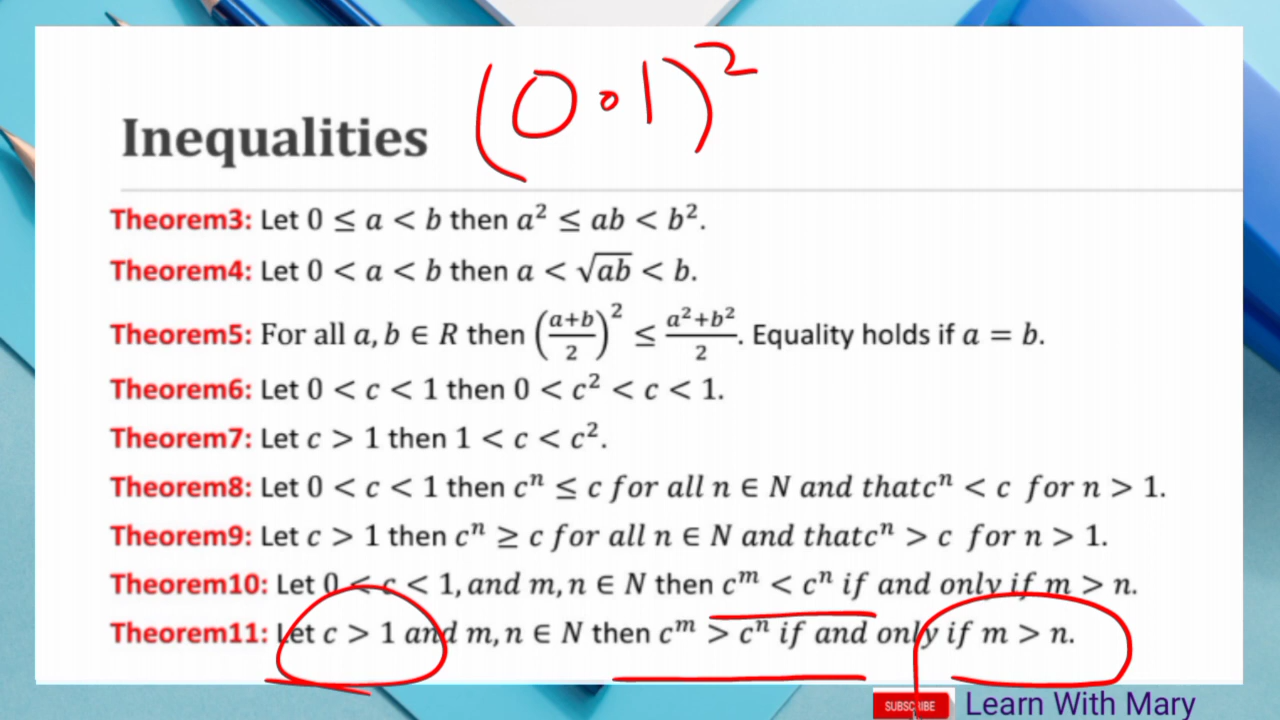 (0.1)²
Inequalities
Theorem3: Let 0 ≤ a < b then a² ≤ ab < b².
Theorem4: Let 0 < a < b then a < √ab < b.
Theorem5: For all a, b ∈ R then ((a+b)/2)² ≤ (a²+b²)/2. Equality holds if a = b.
Theorem6: Let 0 < c < 1 then 0 < c² < c < 1.
Theorem7: Let c > 1 then 1 < c < c².
Theorem8: Let 0 < c < 1 then cⁿ ≤ c for all n ∈ N and thatcⁿ < c for n > 1.
Theorem9: Let c > 1 then cⁿ ≥ c for all n ∈ N and thatcⁿ > c for n > 1.
Theorem10: Let 0 < c < 1, and m, n ∈ N then cᵐ < cⁿ if and only if m > n.
Theorem11: Let c > 1 and m, n ∈ N then cᵐ > cⁿ if and only if m > n.
SUBSCRIBE Learn With Mary